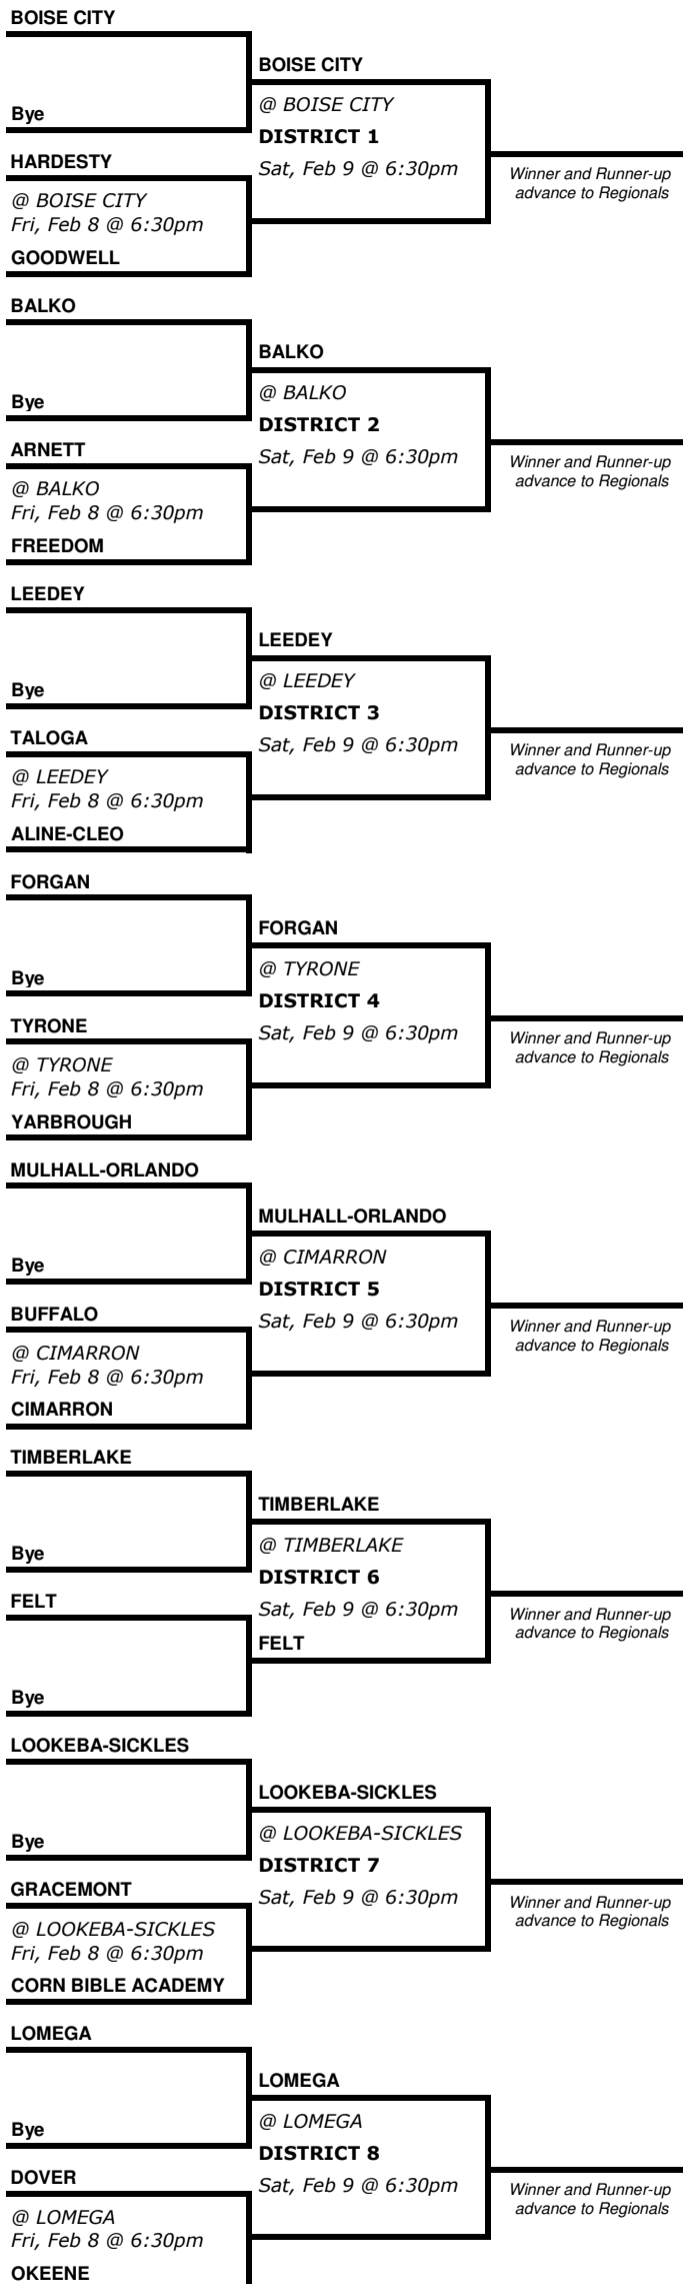 BOISE CITY
BOISE CITY
@ BOISE CITY
Bye
DISTRICT 1
HARDESTY
Sat, Feb 9 @ 6:30pm
Winner and Runner-up
advance to Regionals
@ BOISE CITY
Fri, Feb 8 @ 6:30pm
GOODWELL
BALKO
BALKO
@ BALKO
Bye
DISTRICT 2
ARNETT
Sat, Feb 9 @ 6:30pm
Winner and Runner-up
advance to Regionals
@ BALKO
Fri, Feb 8 @ 6:30pm
FREEDOM
LEEDEY
LEEDEY
@ LEEDEY
Bye
DISTRICT 3
TALOGA
Sat, Feb 9 @ 6:30pm
Winner and Runner-up
advance to Regionals
@ LEEDEY
Fri, Feb 8 @ 6:30pm
ALINE-CLEO
FORGAN
FORGAN
@ TYRONE
Bye
DISTRICT 4
TYRONE
Sat, Feb 9 @ 6:30pm
Winner and Runner-up
advance to Regionals
@ TYRONE
Fri, Feb 8 @ 6:30pm
YARBROUGH
MULHALL-ORLANDO
MULHALL-ORLANDO
@ CIMARRON
Bye
DISTRICT 5
BUFFALO
Sat, Feb 9 @ 6:30pm
Winner and Runner-up
advance to Regionals
@ CIMARRON
Fri, Feb 8 @ 6:30pm
CIMARRON
TIMBERLAKE
TIMBERLAKE
@ TIMBERLAKE
Bye
DISTRICT 6
FELT
Sat, Feb 9 @ 6:30pm
Winner and Runner-up
advance to Regionals
FELT
Bye
LOOKEBA-SICKLES
LOOKEBA-SICKLES
@ LOOKEBA-SICKLES
Bye
DISTRICT 7
GRACEMONT
Sat, Feb 9 @ 6:30pm
Winner and Runner-up
advance to Regionals
@ LOOKEBA-SICKLES
Fri, Feb 8 @ 6:30pm
CORN BIBLE ACADEMY
LOMEGA
LOMEGA
@ LOMEGA
Bye
DISTRICT 8
DOVER
Sat, Feb 9 @ 6:30pm
Winner and Runner-up
advance to Regionals
@ LOMEGA
Fri, Feb 8 @ 6:30pm
OKEENE